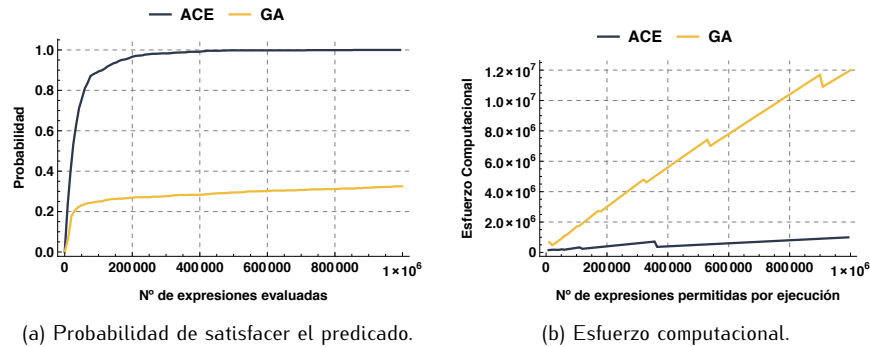 ACE GA
Probabilidad
1.0
0.8
0.6
0.4
0.2
0.0
0 200 000 400 000 600 000 800 000 1 × 10⁶
Nº de expresiones evaluadas
(a) Probabilidad de satisfacer el predicado.
ACE GA
Esfuerzo Computacional
1.2 × 10⁷
1.0 × 10⁷
8.0 × 10⁶
6.0 × 10⁶
4.0 × 10⁶
2.0 × 10⁶
0
0 200 000 400 000 600 000 800 000 1 × 10⁶
Nº de expresiones permitidas por ejecución
(b) Esfuerzo computacional.